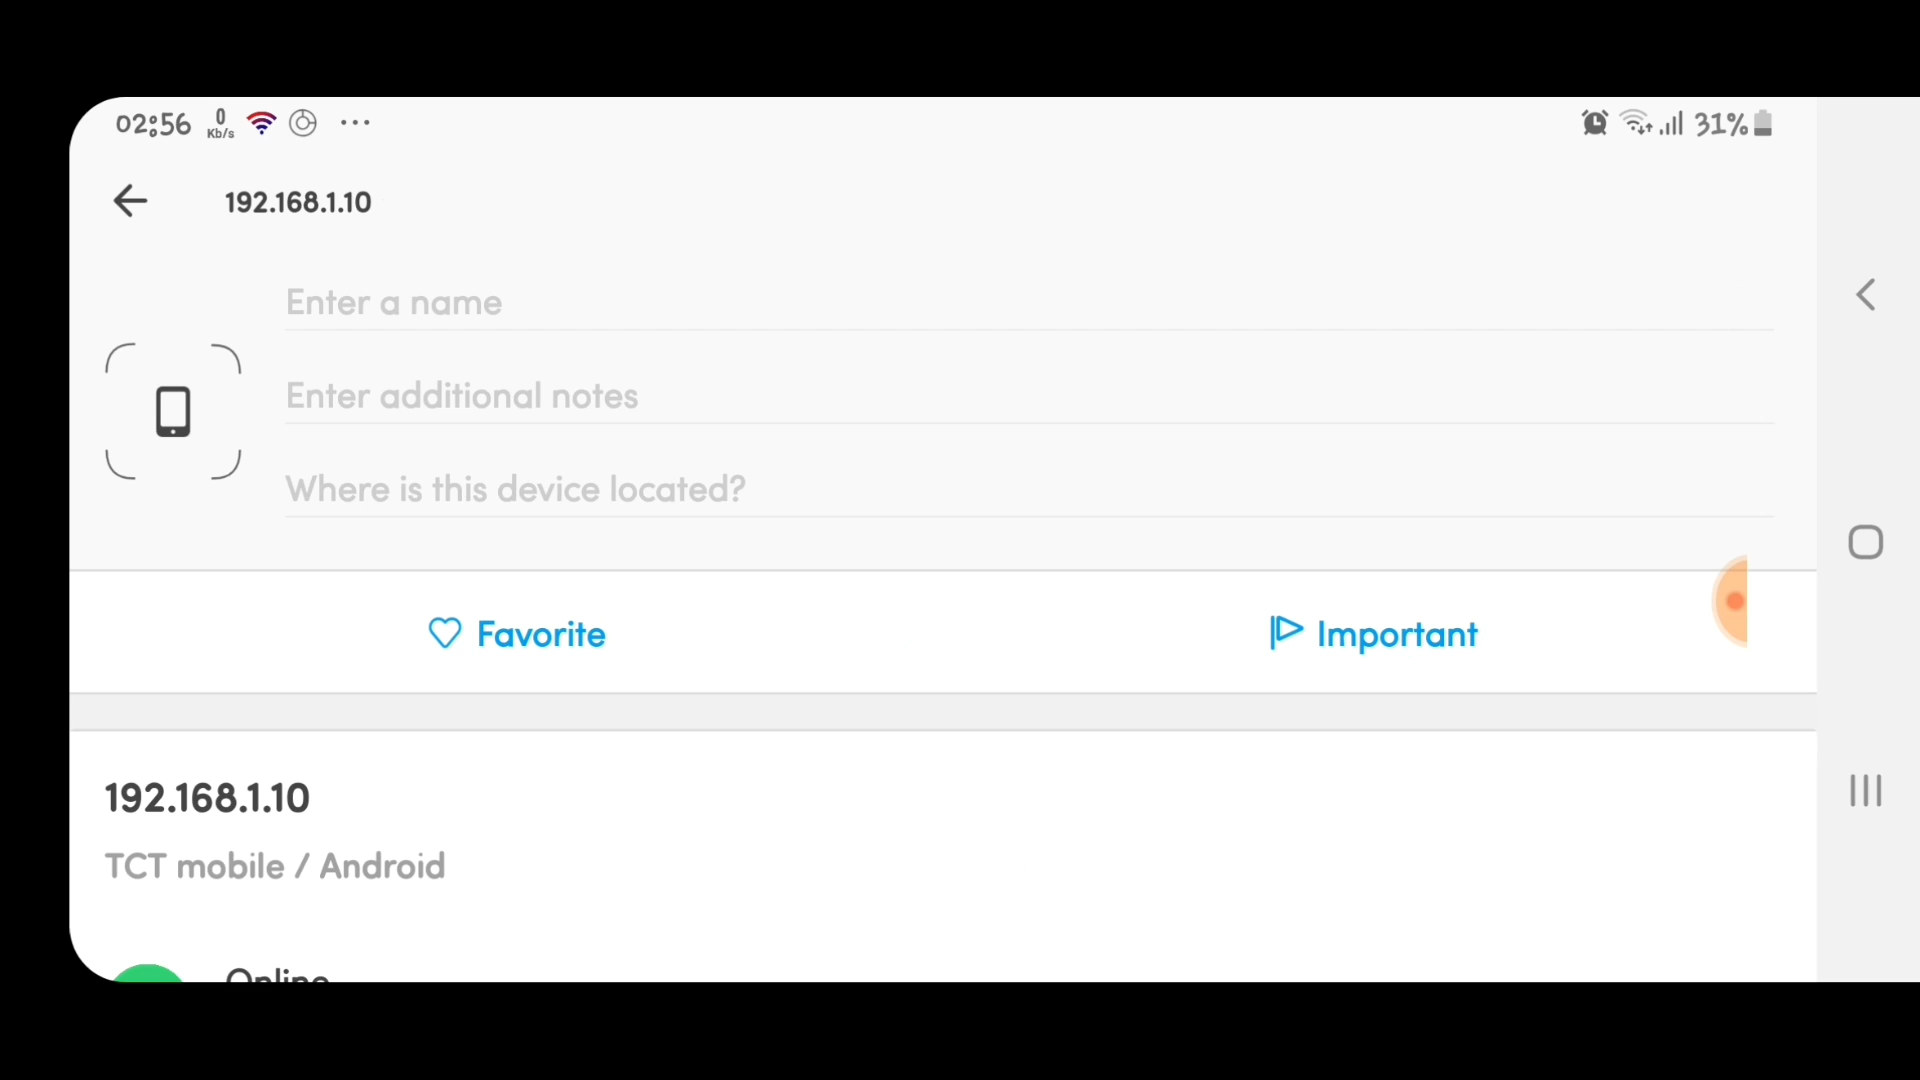 02:56 0 Kb/s ... 31%
192.168.1.10
Enter a name
Enter additional notes
Where is this device located?
Favorite Important
192.168.1.10
TCT mobile / Android
Online